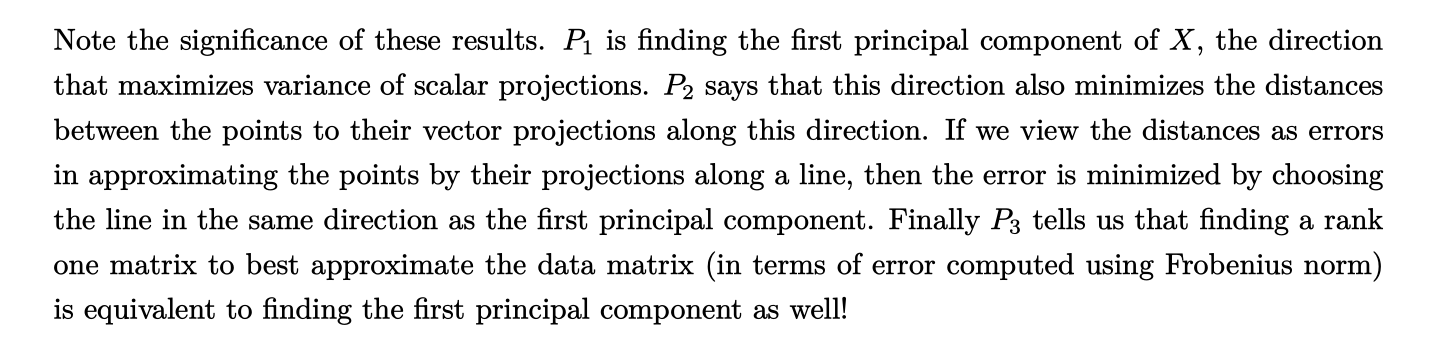 Note the significance of these results. P₁ is finding the first principal component of X, the direction
that maximizes variance of scalar projections. P₂ says that this direction also minimizes the distances
between the points to their vector projections along this direction. If we view the distances as errors
in approximating the points by their projections along a line, then the error is minimized by choosing
the line in the same direction as the first principal component. Finally P₃ tells us that finding a rank
one matrix to best approximate the data matrix (in terms of error computed using Frobenius norm)
is equivalent to finding the first principal component as well!